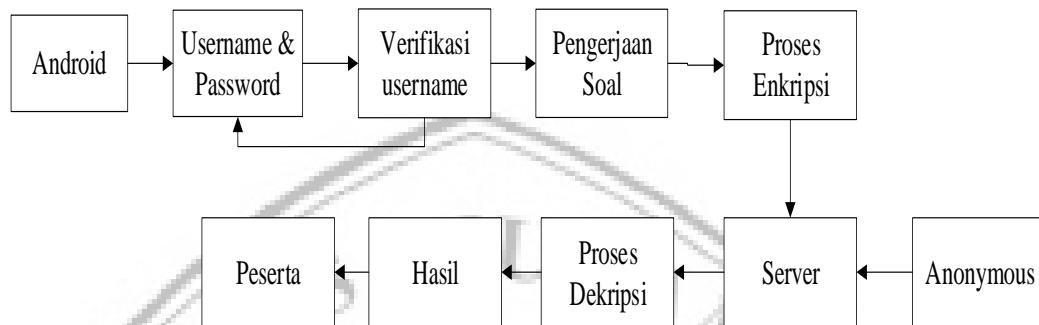 Android
Username &
Password
Verifikasi
username
Pengerjaan
Soal
Proses
Enkripsi
Peserta
Hasil
Proses
Dekripsi
Server
Anonymous